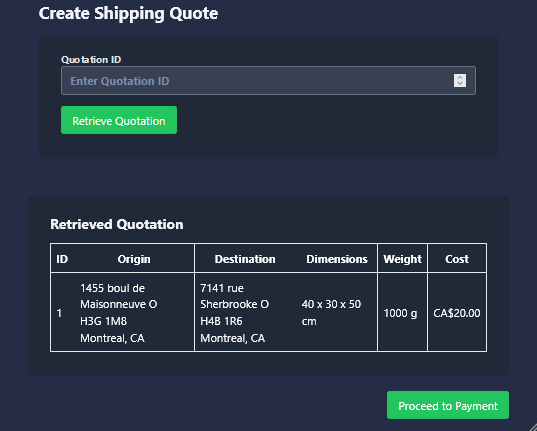 Create Shipping Quote
Quotation ID
Enter Quotation ID
Retrieve Quotation
Retrieved Quotation
ID Origin Destination Dimensions Weight Cost
1
1455 boul de
Maisonneuve O
H3G 1M8
Montreal, CA
7141 rue
Sherbrooke O
H4B 1R6
Montreal, CA
40 x 30 x 50
cm
1000 g
CA$20.00
Proceed to Payment